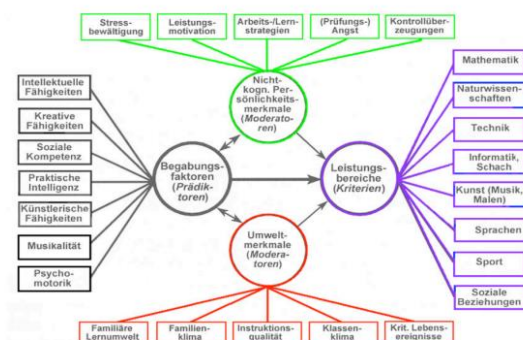 Stress-
bewältigung
Leistungs-
motivation
Arbeits-/Lern-
strategien
(Prüfungs-)
Angst
Kontrollüber-
zeugungen
Nicht-
kogn. Per-
sönlichkeits-
merkmale
(Moderato-
ren)
Intellektuelle
Fähigkeiten
Kreative
Fähigkeiten
Soziale
Kompetenz
Praktische
Intelligenz
Künstlerische
Fähigkeiten
Musikalität
Psycho-
motorik
Begabungs-
faktoren
(Prädik-
toren)
Leistungs-
bereiche
(Kriterien)
Umwelt-
merkmale
(Modera-
toren)
Mathematik
Naturwissen-
schaften
Technik
Informatik,
Schach
Kunst (Musik,
Malen)
Sprachen
Sport
Soziale
Beziehungen
Familiäre
Lernumwelt
Familien-
klima
Instruktions-
qualität
Klassen-
klima
Krit. Lebens-
ereignisse